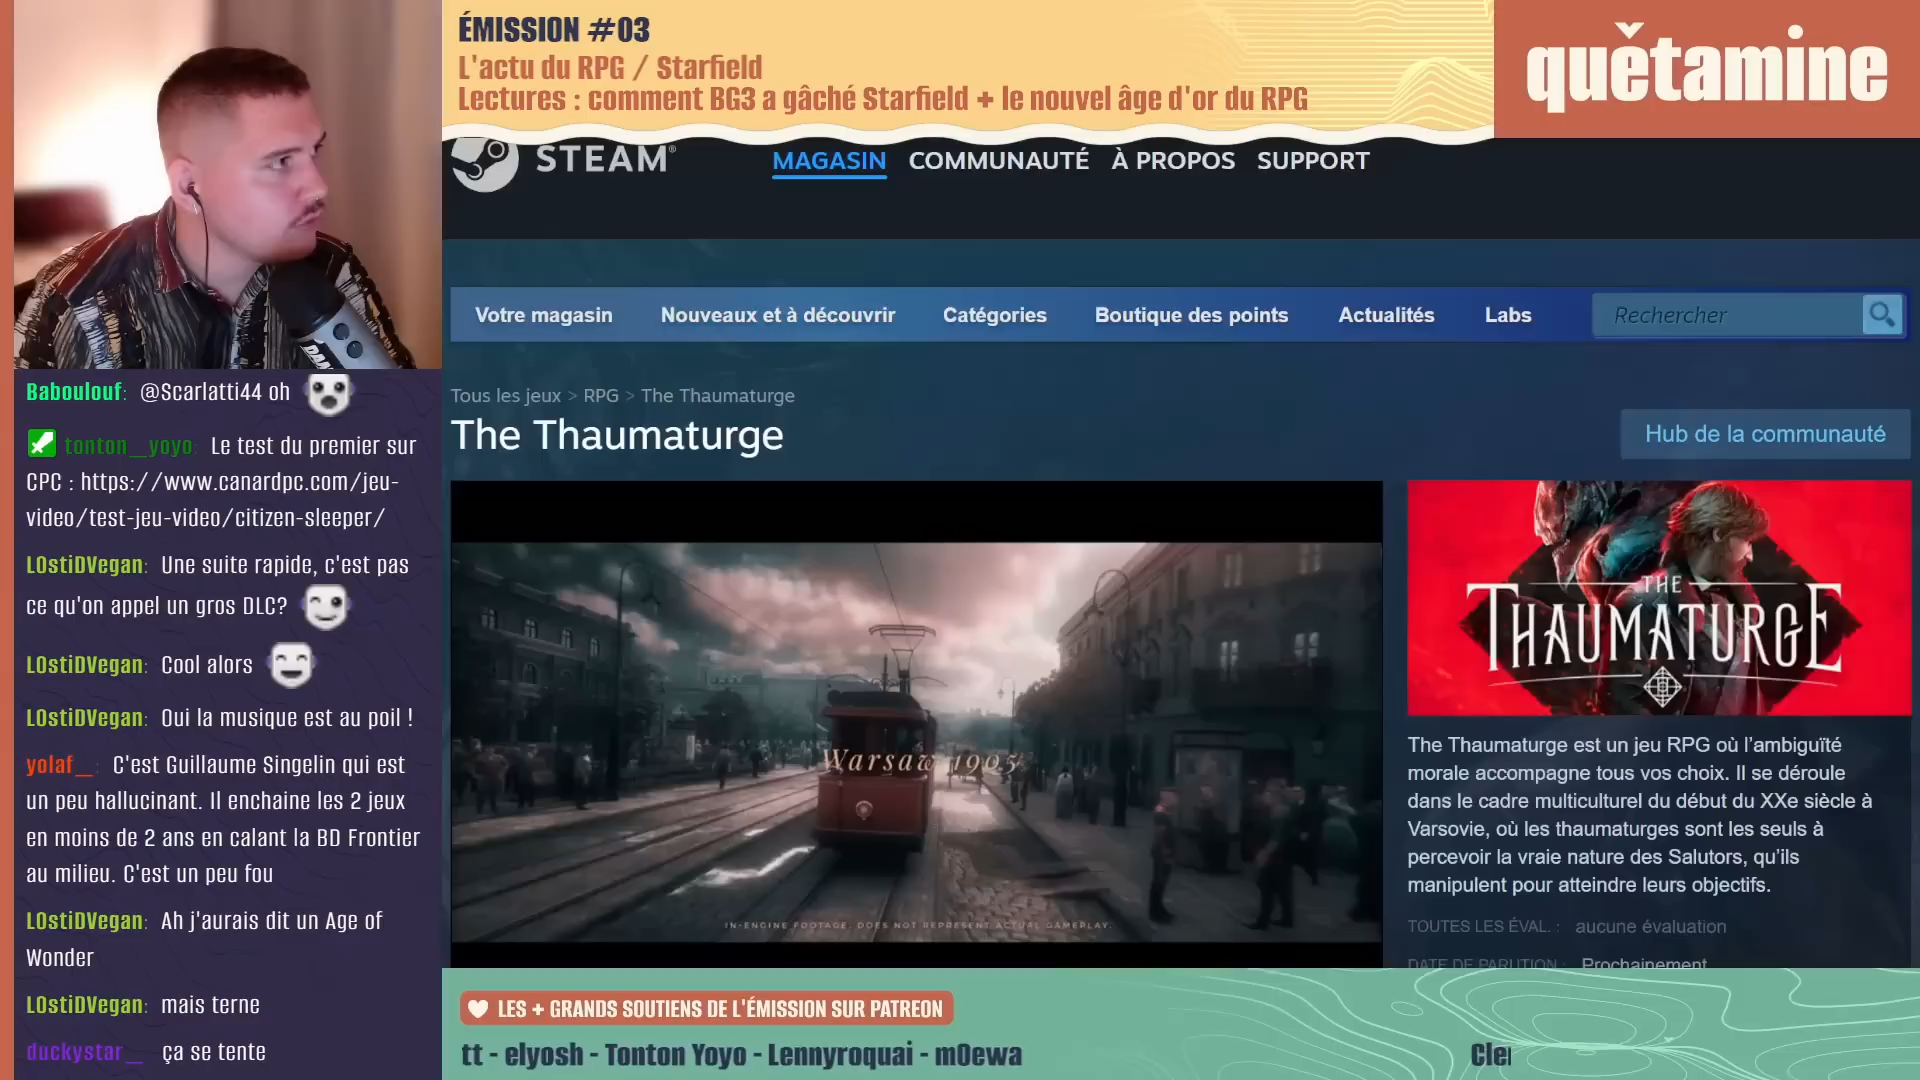 ÉMISSION #03
L'actu du RPG / Starfield
Lectures : comment BG3 a gâché Starfield + le nouvel âge d'or du RPG
quětamine
STEAM®
MAGASIN COMMUNAUTÉ À PROPOS SUPPORT
Votre magasin Nouveaux et à découvrir Catégories Boutique des points Actualités Labs Rechercher
Tous les jeux > RPG > The Thaumaturge
The Thaumaturge
Hub de la communauté
Warsaw 1905
IN-ENGINE FOOTAGE. DOES NOT REPRESENT ACTUAL GAMEPLAY.
THE
THAUMATURGE
The Thaumaturge est un jeu RPG où l'ambiguïté
morale accompagne tous vos choix. Il se déroule
dans le cadre multiculturel du début du XXe siècle à
Varsovie, où les thaumaturges sont les seuls à
percevoir la vraie nature des Salutors, qu'ils
manipulent pour atteindre leurs objectifs.
TOUTES LES ÉVAL. : aucune évaluation
DATE DE PARUTION : Prochainement
Baboulouf: @Scarlatti44 oh
tonton_yoyo: Le test du premier sur
CPC : https://www.canardpc.com/jeu-
video/test-jeu-video/citizen-sleeper/
L0stiDVegan: Une suite rapide, c'est pas
ce qu'on appel un gros DLC?
L0stiDVegan: Cool alors
L0stiDVegan: Oui la musique est au poil !
yolaf_: C'est Guillaume Singelin qui est
un peu hallucinant. Il enchaine les 2 jeux
en moins de 2 ans en calant la BD Frontier
au milieu. C'est un peu fou
L0stiDVegan: Ah j'aurais dit un Age of
Wonder
L0stiDVegan: mais terne
duckystar_: ça se tente
LES + GRANDS SOUTIENS DE L'ÉMISSION SUR PATREON
tt - elyosh - Tonton Yoyo - Lennyroquai - m0ewa